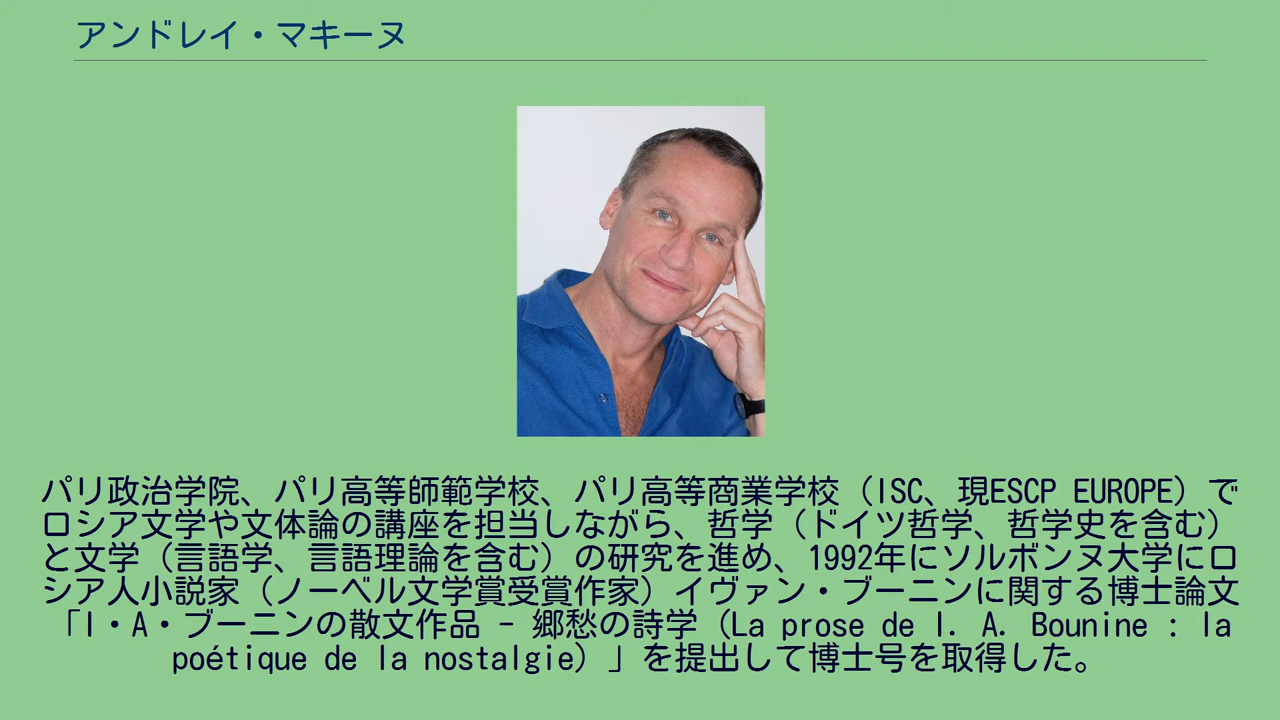 アンドレイ・マキーヌ
パリ政治学院、パリ高等師範学校、パリ高等商業学校（ISC、現ESCP EUROPE）で
ロシア文学や文体論の講座を担当しながら、哲学（ドイツ哲学、哲学史を含む）
と文学（言語学、言語理論を含む）の研究を進め、1992年にソルボンヌ大学にロ
シア人小説家（ノーベル文学賞受賞作家）イヴァン・ブーニンに関する博士論文
「I・A・ブーニンの散文作品 - 郷愁の詩学（La prose de I. A. Bounine : la
poétique de la nostalgie）」を提出して博士号を取得した。